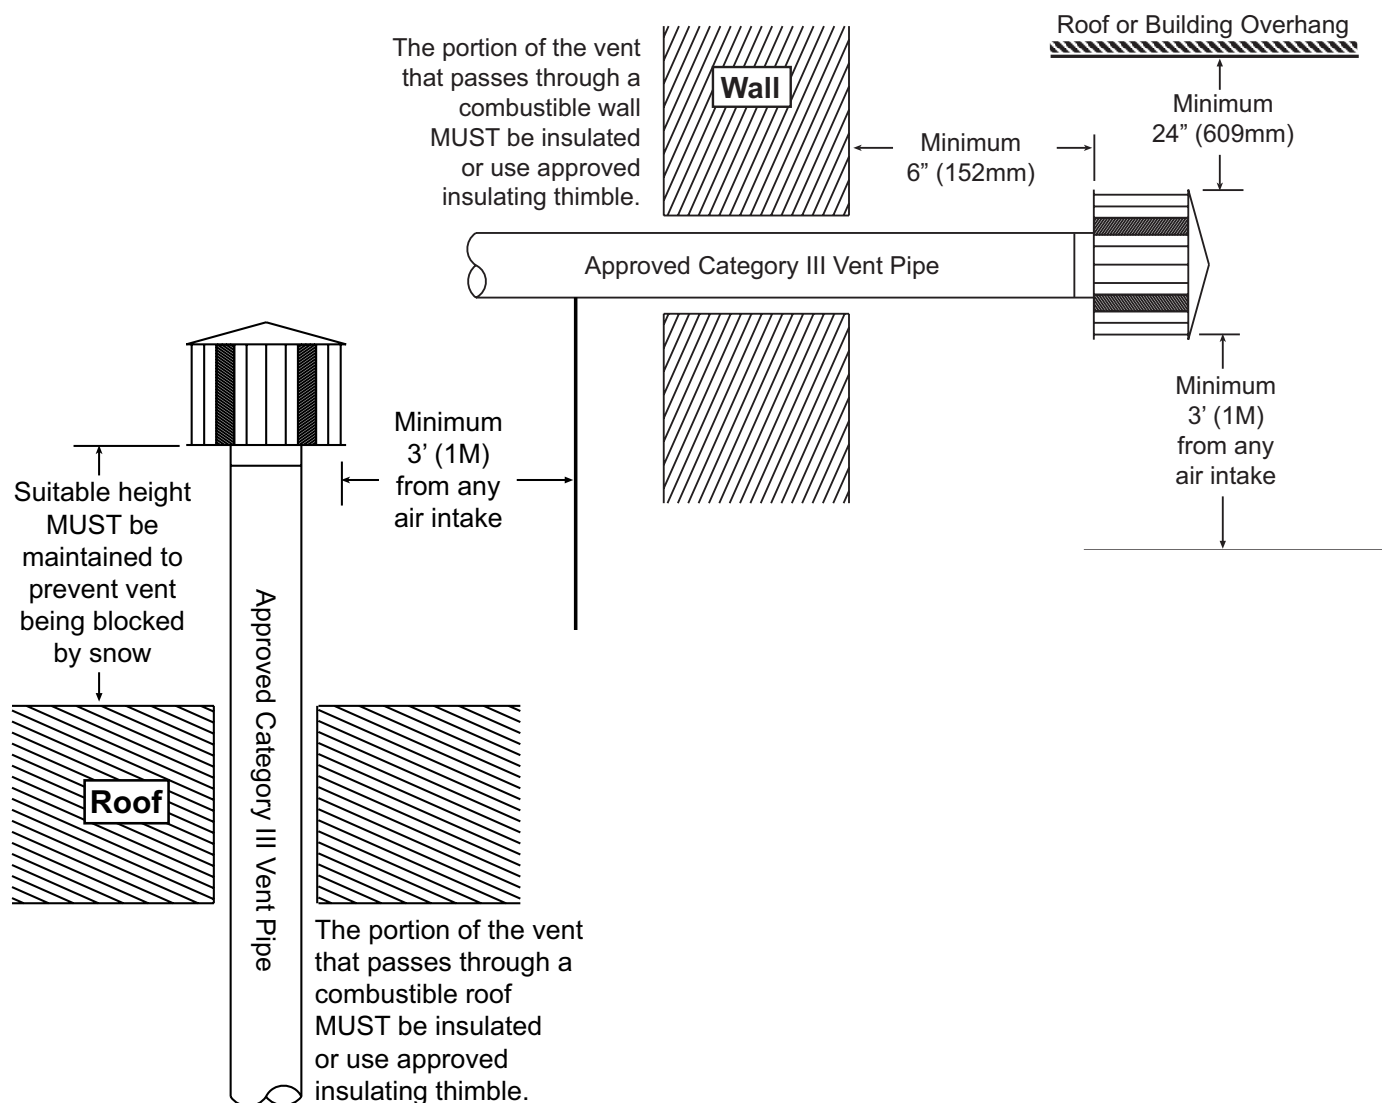 Roof or Building Overhang
The portion of the vent
that passes through a
combustible wall
MUST be insulated
or use approved
insulating thimble.
Wall
Minimum
6” (152mm)
Minimum
24” (609mm)
Approved Category III Vent Pipe
Minimum
3’ (1M)
from any
air intake
Minimum
3’ (1M)
from any
air intake
Suitable height
MUST be
maintained to
prevent vent
being blocked
by snow
Approved Category III Vent Pipe
Roof
The portion of the vent
that passes through a
combustible roof
MUST be insulated
or use approved
insulating thimble.